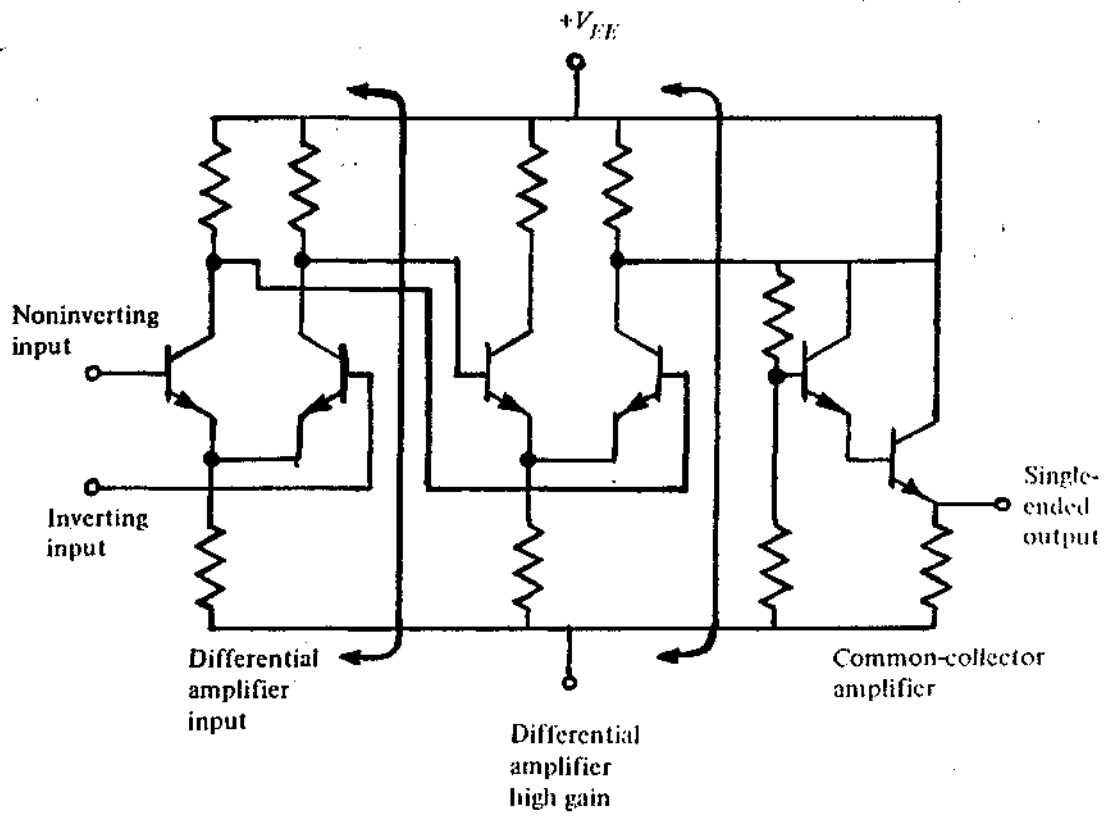 +V_EE
Noninverting
input
Inverting
input
Single-
ended
output
Differential
amplifier
input
Common-collector
amplifier
Differential
amplifier
high gain